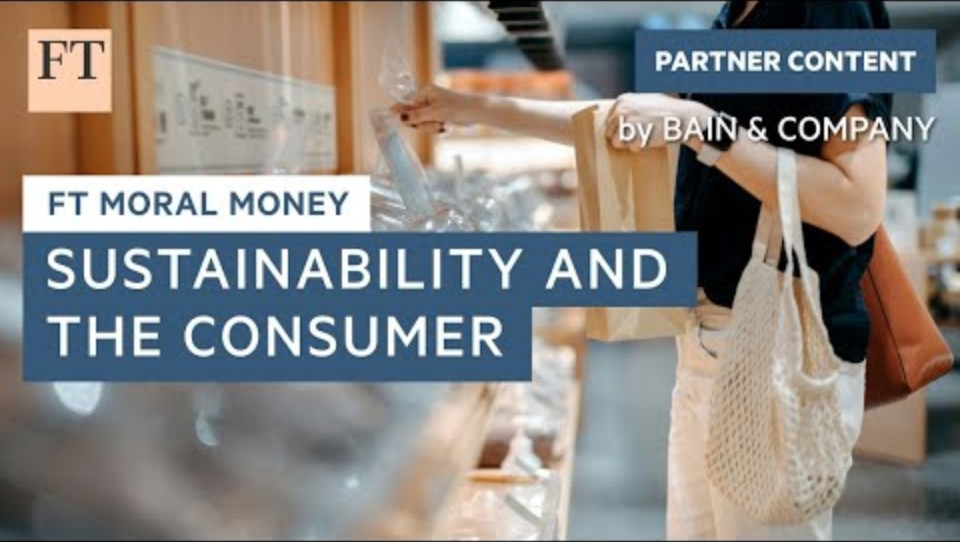 FT
PARTNER CONTENT
by BAIN & COMPANY
FT MORAL MONEY
SUSTAINABILITY AND
THE CONSUMER